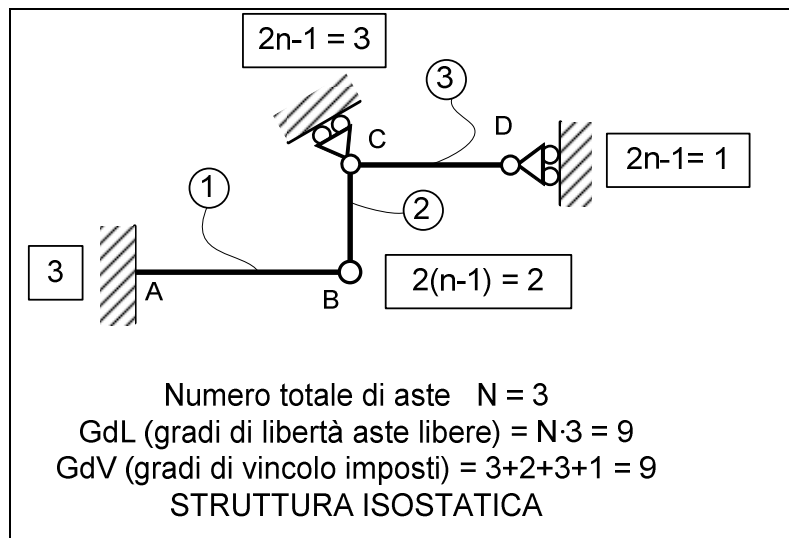 2n-1 = 3
3
C
D
2n-1= 1
1
2
3
A
B
2(n-1) = 2
Numero totale di aste N = 3
GdL (gradi di libertà aste libere) = N·3 = 9
GdV (gradi di vincolo imposti) = 3+2+3+1 = 9
STRUTTURA ISOSTATICA